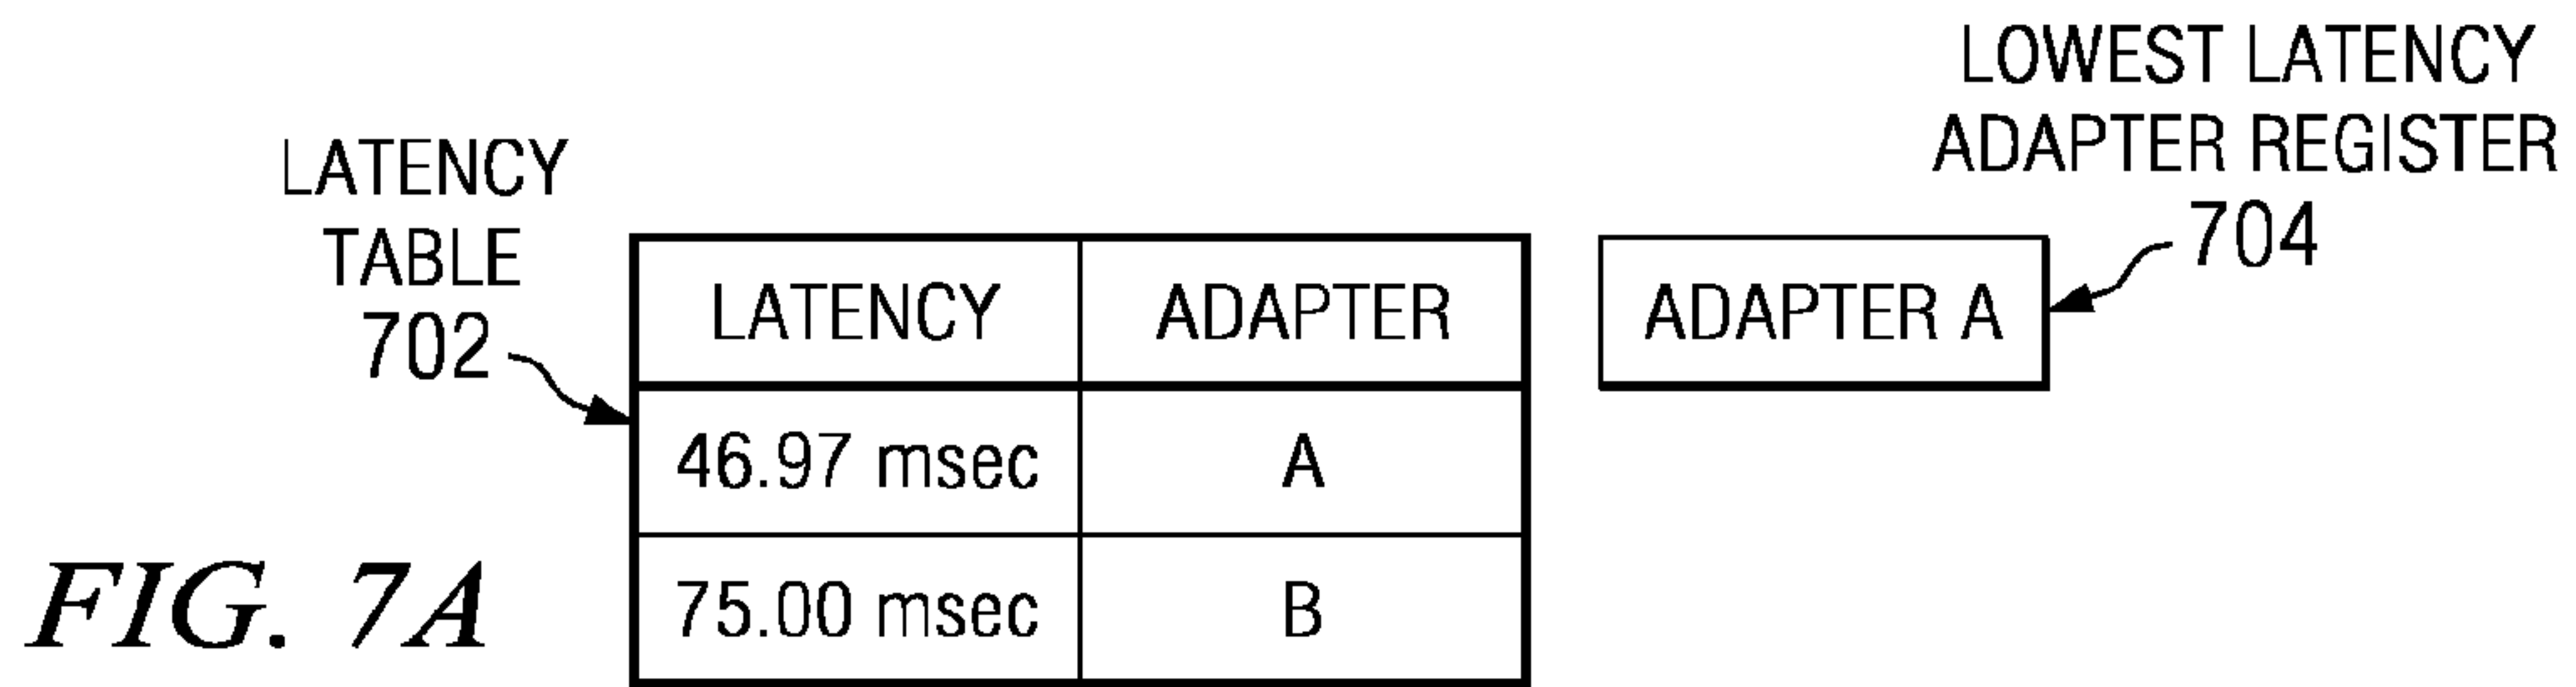 LOWEST LATENCY
ADAPTER REGISTER
704
LATENCY
TABLE
702
LATENCY ADAPTER
46.97 msec A
75.00 msec B
ADAPTER A
FIG. 7A